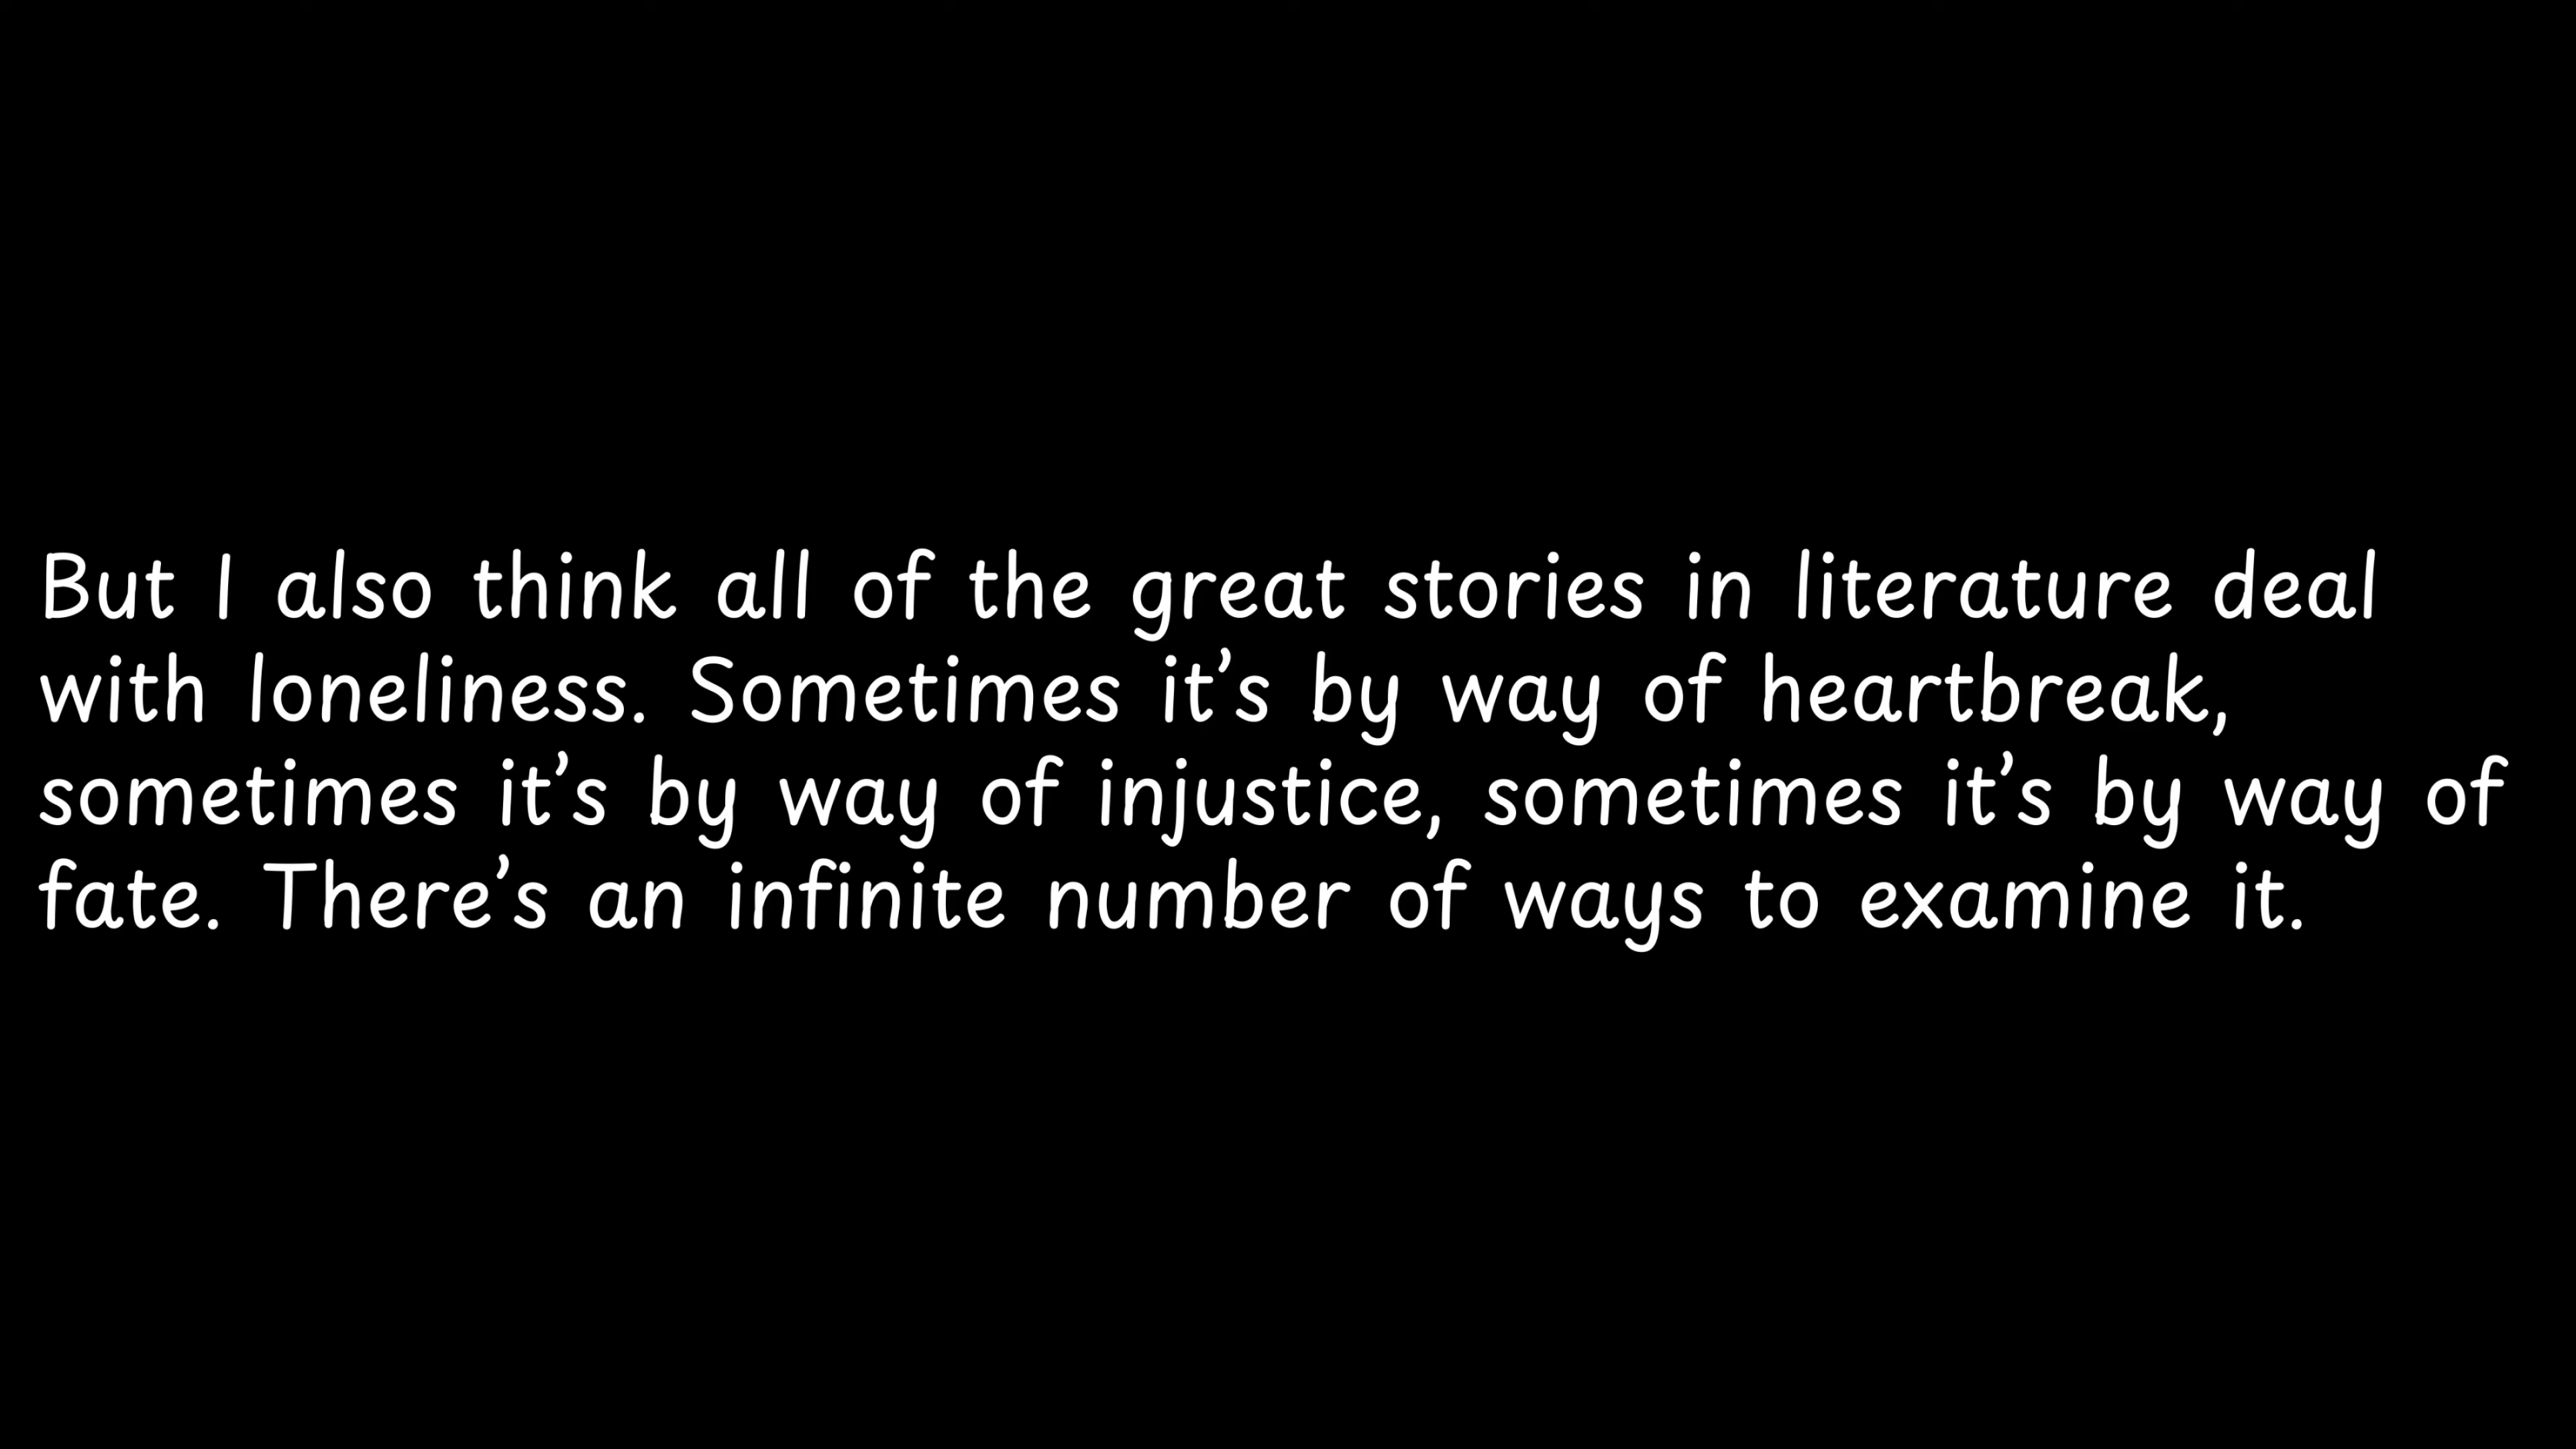 But I also think all of the great stories in literature deal
with loneliness. Sometimes it’s by way of heartbreak,
sometimes it’s by way of injustice, sometimes it’s by way of
fate. There’s an infinite number of ways to examine it.